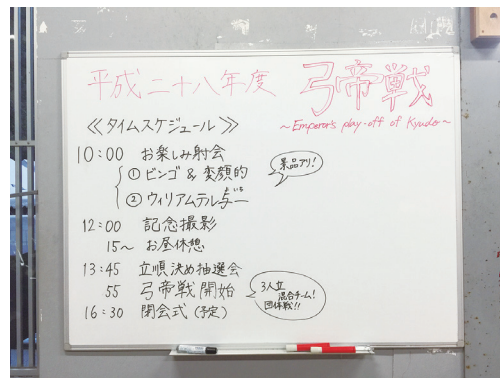 平成二十八年度 弓帝戦
～Emperor's play-off of Kyudo～
≪タイムスケジュール≫
10:00 お楽しみ射会
① ビンゴ & 変顔的
景品アリ!
② ウィリアムテル与一
よいち
12:00 記念撮影
15～ お昼休憩
13:45 立順決め抽選会
55 弓帝戦開始
3人立
混合チーム!
団体戦!!
16:30 閉会式(予定)